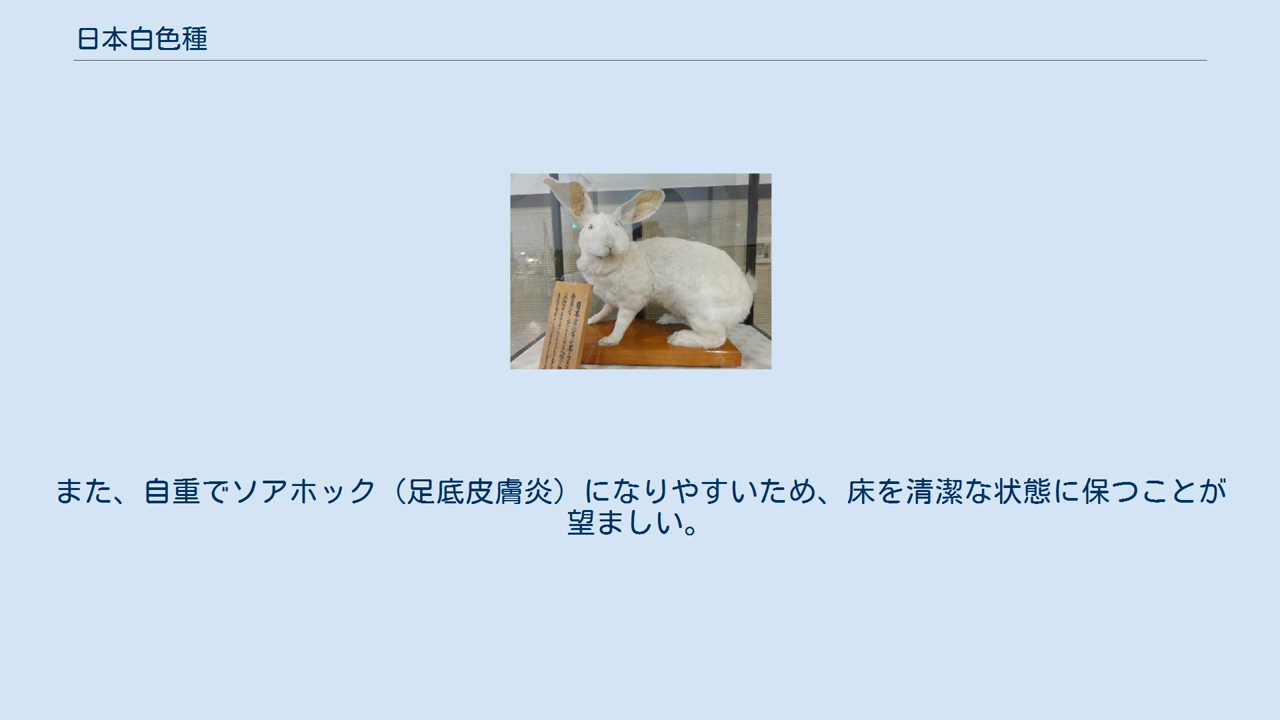 日本白色種
また、自重でソアホック（足底皮膚炎）になりやすいため、床を清潔な状態に保つことが
望ましい。